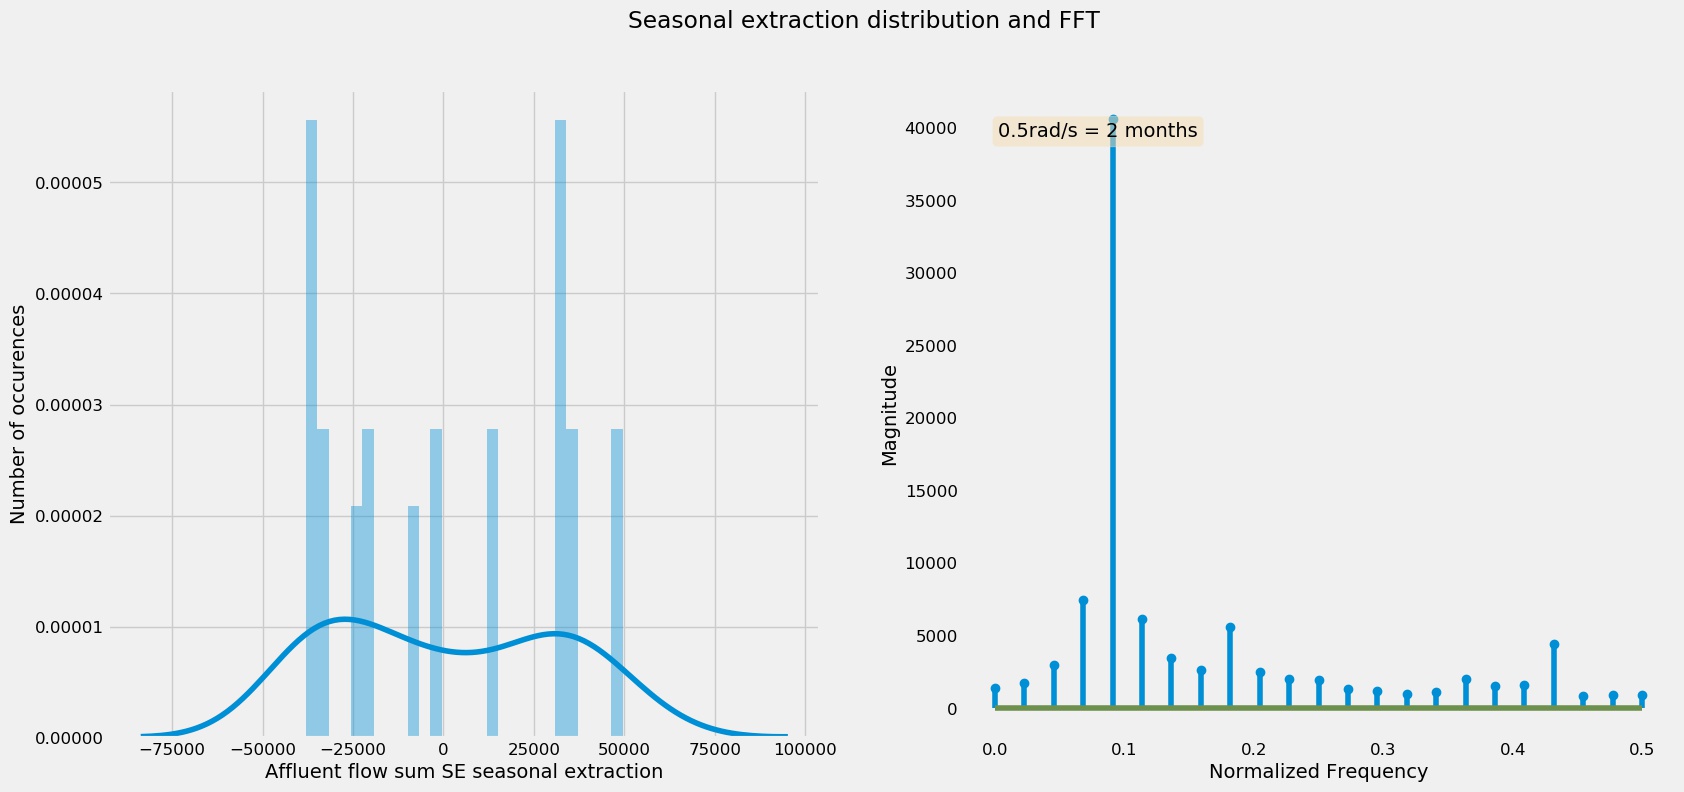 Seasonal extraction distribution and FFT
Number of occurences
0.00005
0.00004
0.00003
0.00002
0.00001
0.00000
−75000 −50000 −25000 0 25000 50000 75000 100000
Affluent flow sum SE seasonal extraction
0.5rad/s = 2 months
Magnitude
40000
35000
30000
25000
20000
15000
10000
5000
0
0.0 0.1 0.2 0.3 0.4 0.5
Normalized Frequency